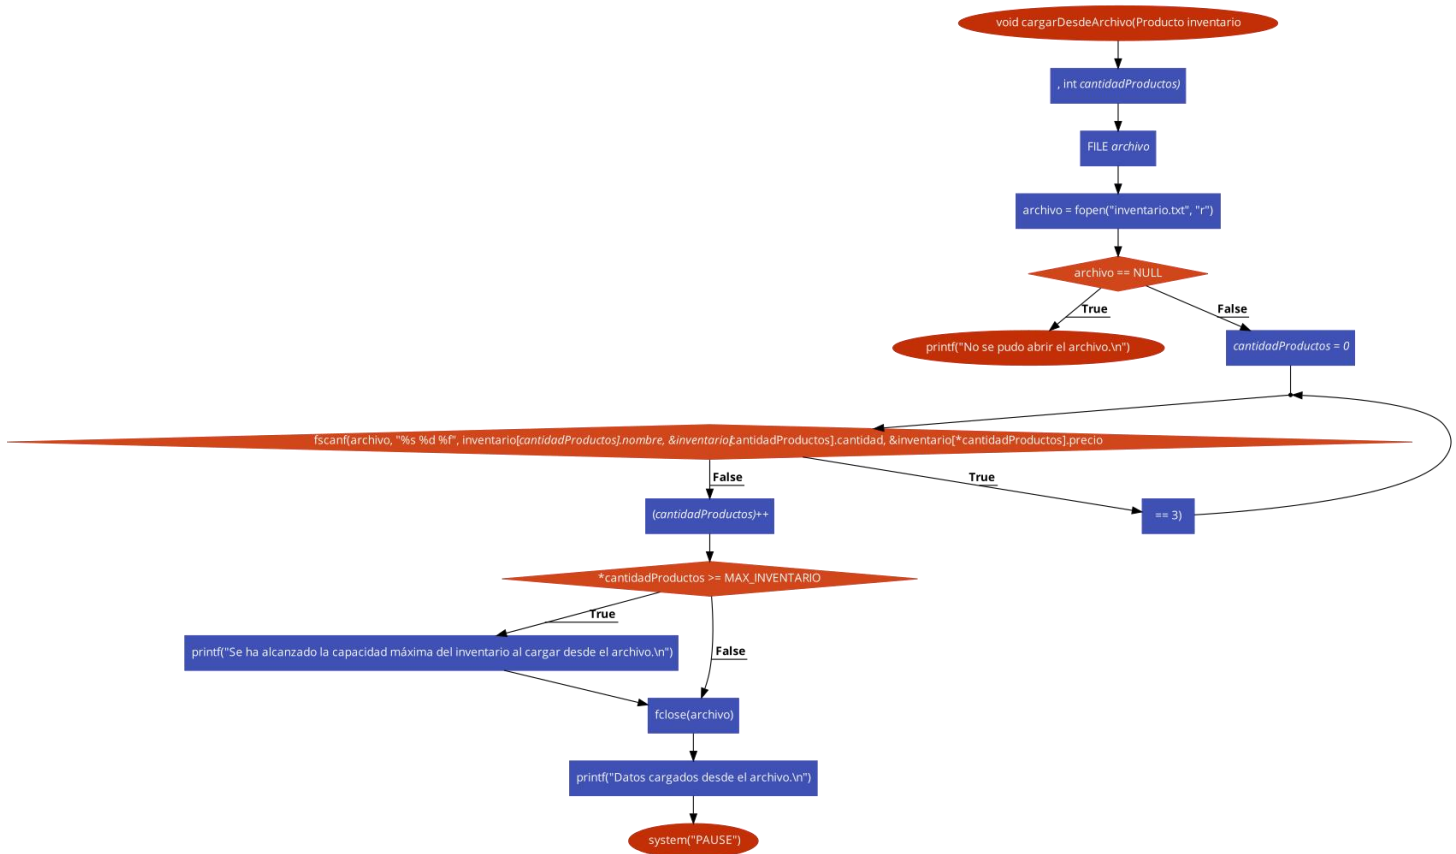 void cargarDesdeArchivo(Producto inventario
, int cantidadProductos)
FILE archivo
archivo = fopen("inventario.txt", "r")
archivo == NULL
True
False
printf("No se pudo abrir el archivo.\n")
cantidadProductos = 0
fscanf(archivo, "%s %d %f", inventario[cantidadProductos].nombre, &inventario[cantidadProductos].cantidad, &inventario[*cantidadProductos].precio
False
True
(cantidadProductos)++
== 3)
*cantidadProductos >= MAX_INVENTARIO
True
False
printf("Se ha alcanzado la capacidad máxima del inventario al cargar desde el archivo.\n")
fclose(archivo)
printf("Datos cargados desde el archivo.\n")
system("PAUSE")